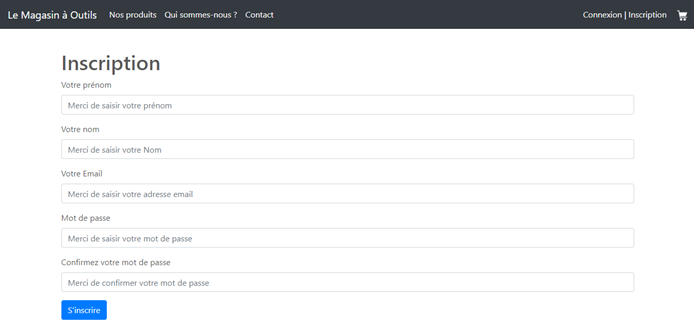 Le Magasin à Outils Nos produits Qui sommes-nous ? Contact Connexion | Inscription
Inscription
Votre prénom
Merci de saisir votre prénom
Votre nom
Merci de saisir votre Nom
Votre Email
Merci de saisir votre adresse email
Mot de passe
Merci de saisir votre mot de passe
Confirmez votre mot de passe
Merci de confirmer votre mot de passe
S'inscrire